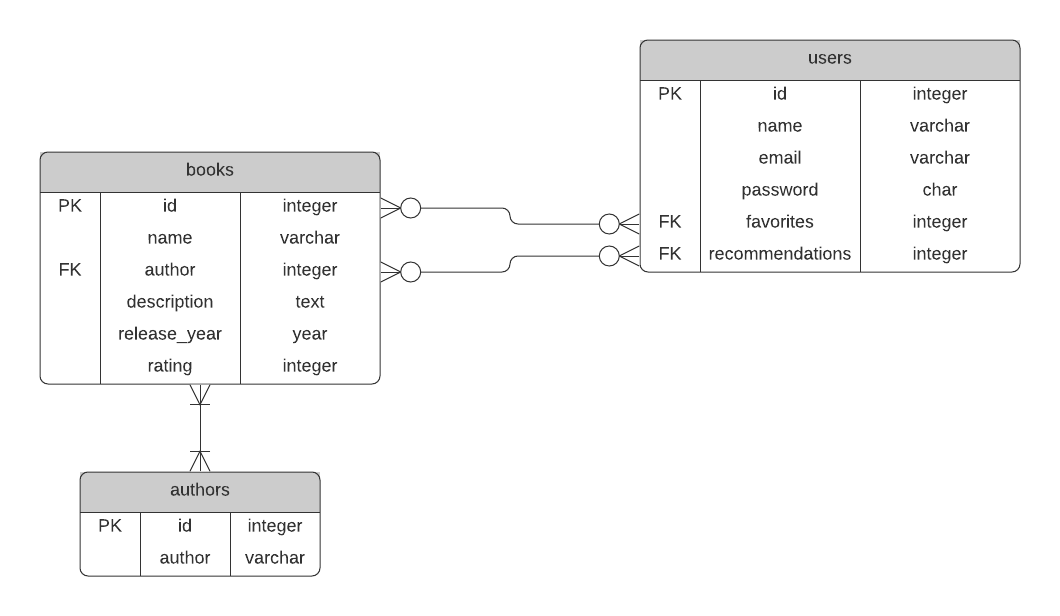 users
PK id integer
name varchar
email varchar
password char
FK favorites integer
FK recommendations integer
books
PK id integer
name varchar
FK author integer
description text
release_year year
rating integer
authors
PK id integer
author varchar